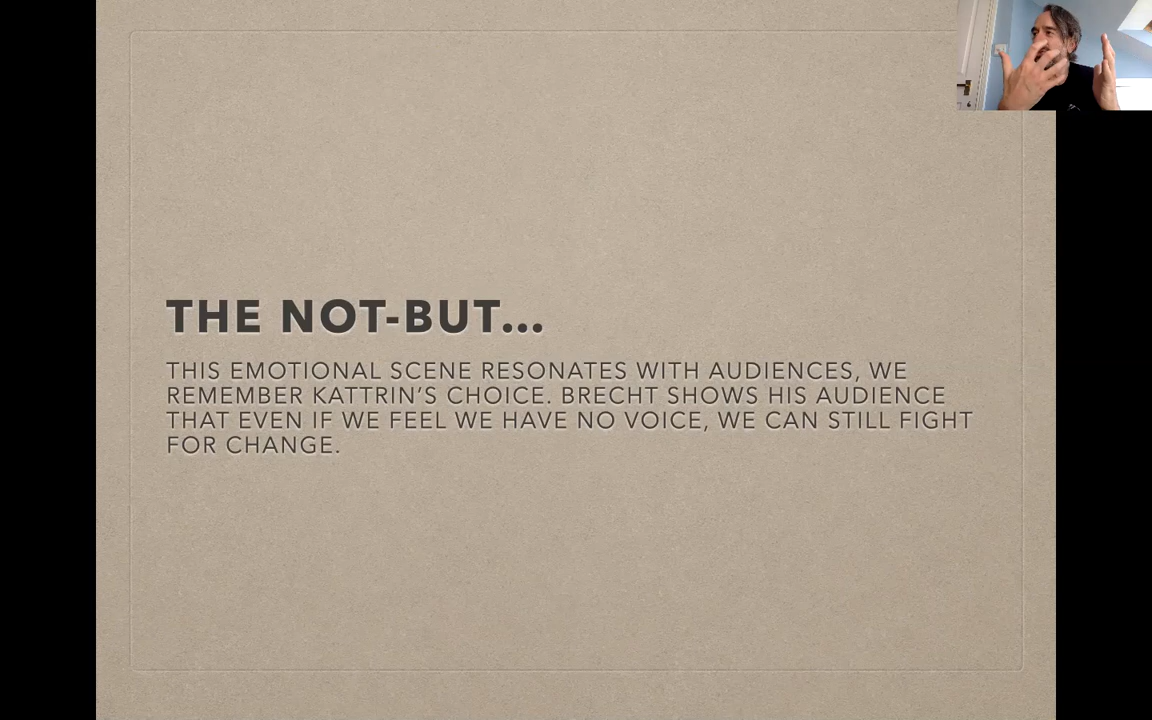 THE NOT-BUT...
THIS EMOTIONAL SCENE RESONATES WITH AUDIENCES, WE
REMEMBER KATTRIN'S CHOICE. BRECHT SHOWS HIS AUDIENCE
THAT EVEN IF WE FEEL WE HAVE NO VOICE, WE CAN STILL FIGHT
FOR CHANGE.